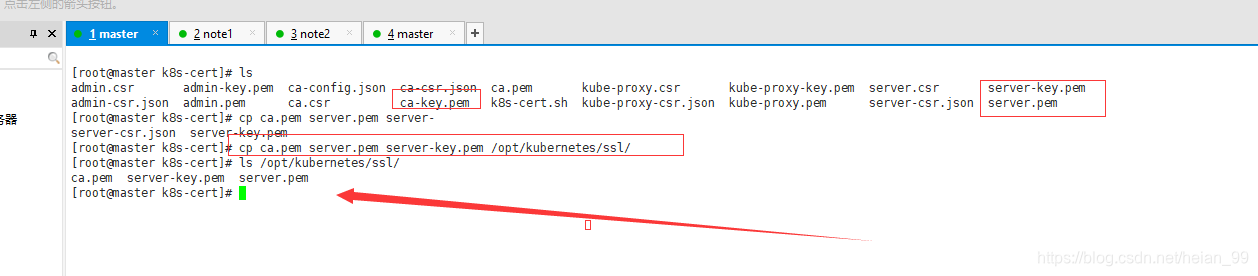 点击左侧的箭头按钮。
1 master × 2 note1 × 3 note2 × 4 master × +
务器
[root@master k8s-cert]# ls
admin.csr admin-key.pem ca-config.json ca-csr.json ca.pem kube-proxy.csr kube-proxy-key.pem server.csr server-key.pem
admin-csr.json admin.pem ca.csr ca-key.pem k8s-cert.sh kube-proxy-csr.json kube-proxy.pem server-csr.json server.pem
[root@master k8s-cert]# cp ca.pem server.pem server-
server-csr.json server-key.pem
[root@master k8s-cert]# cp ca.pem server.pem server-key.pem /opt/kubernetes/ssl/
[root@master k8s-cert]# ls /opt/kubernetes/ssl/
ca.pem server-key.pem server.pem
[root@master k8s-cert]#
https://blog.csdn.net/heian_99